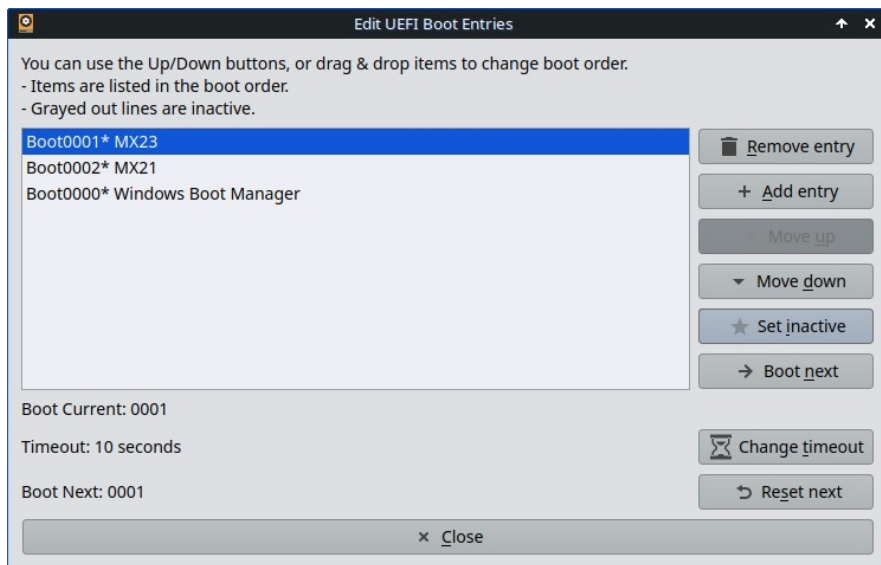 Edit UEFI Boot Entries
You can use the Up/Down buttons, or drag & drop items to change boot order.
- Items are listed in the boot order.
- Grayed out lines are inactive.
Boot0001* MX23
Boot0002* MX21
Boot0000* Windows Boot Manager
Remove entry
+ Add entry
Move up
Move down
Set inactive
Boot next
Boot Current: 0001
Timeout: 10 seconds
Change timeout
Boot Next: 0001
Reset next
Close